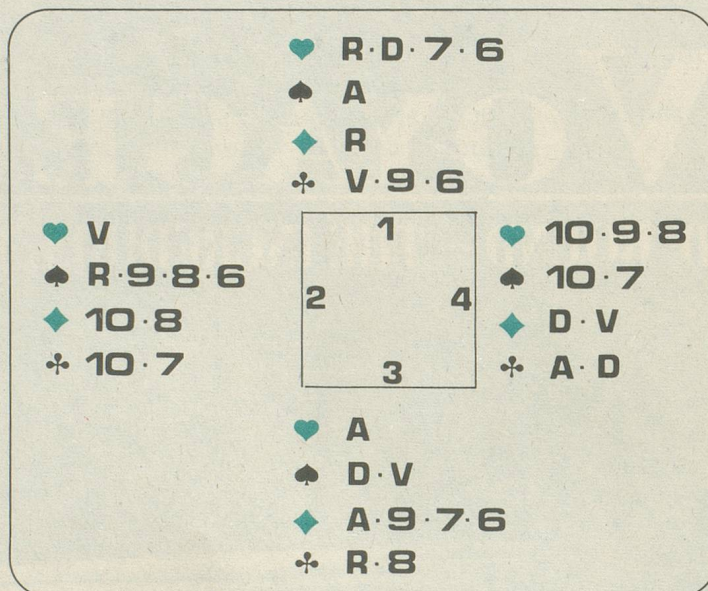 ♥ R·D·7·6
♠ A
♦ R
♣ V·9·6
♥ V
♠ R·9·8·6
♦ 10·8
♣ 10·7
1
2
4
3
♥ 10·9·8
♠ 10·7
♦ D·V
♣ A·D
♥ A
♠ D·V
♦ A·9·7·6
♣ R·8